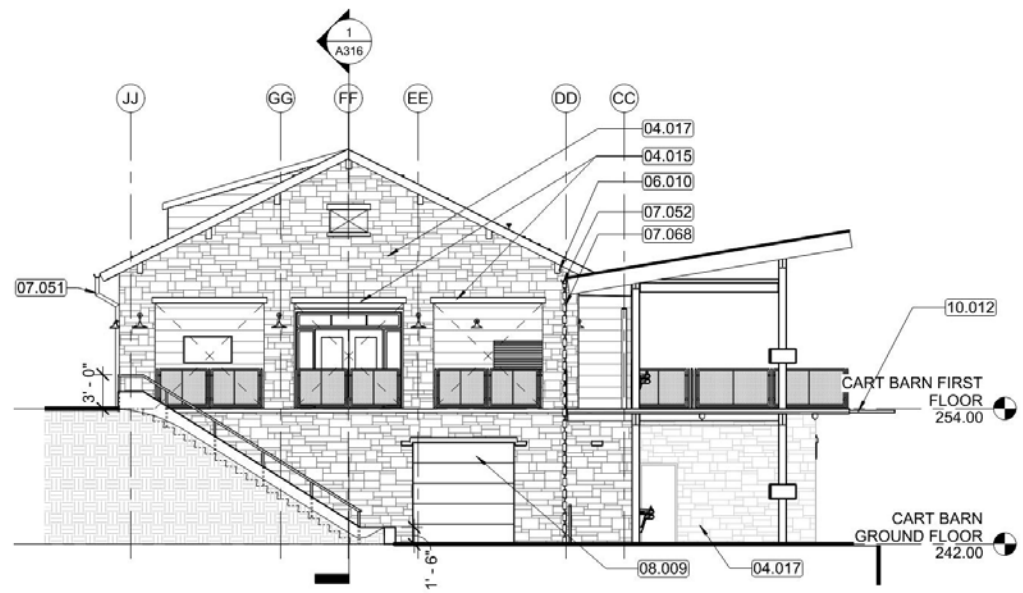 1
A316
JJ
GG
FF
EE
DD
CC
04.017
04.015
06.010
07.052
07.068
07.051
10.012
3' - 0"
CART BARN FIRST
FLOOR
254.00
CART BARN
GROUND FLOOR
242.00
1' - 6"
08.009
04.017